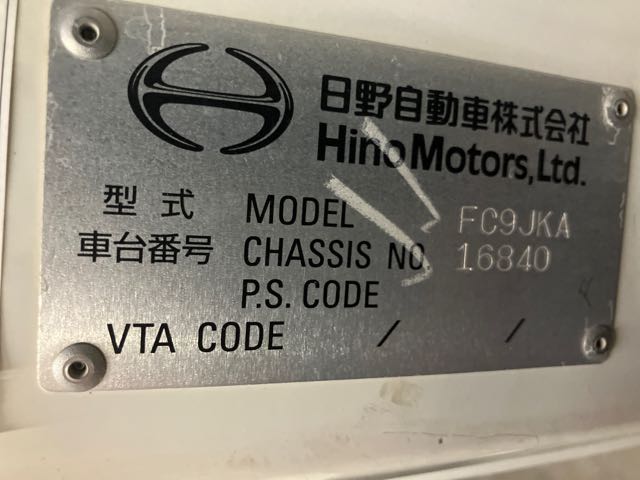 日野自動車株式会社
Hino Motors, Ltd.
型式 MODEL FC9JKA
車台番号 CHASSIS NO 16840
P.S. CODE
VTA CODE / /